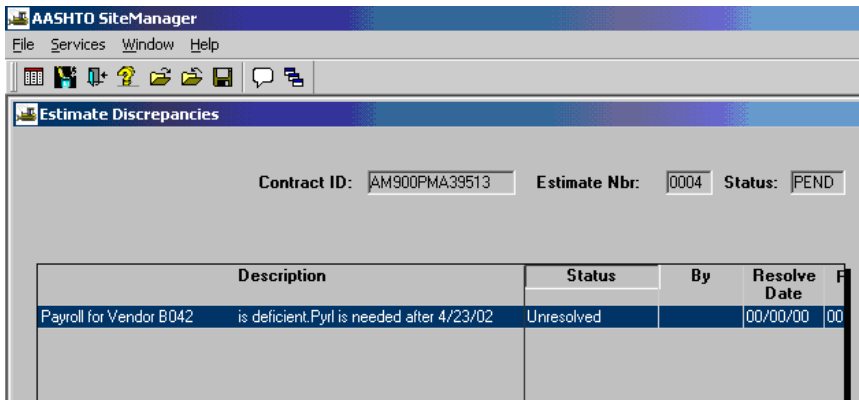 AASHTO SiteManager
File Services Window Help
Estimate Discrepancies
Contract ID: AM900PMA39513 Estimate Nbr: 0004 Status: PEND
Description Status By Resolve Date F
Payroll for Vendor B042 is deficient.Pyrl is needed after 4/23/02 Unresolved 00/00/00 00